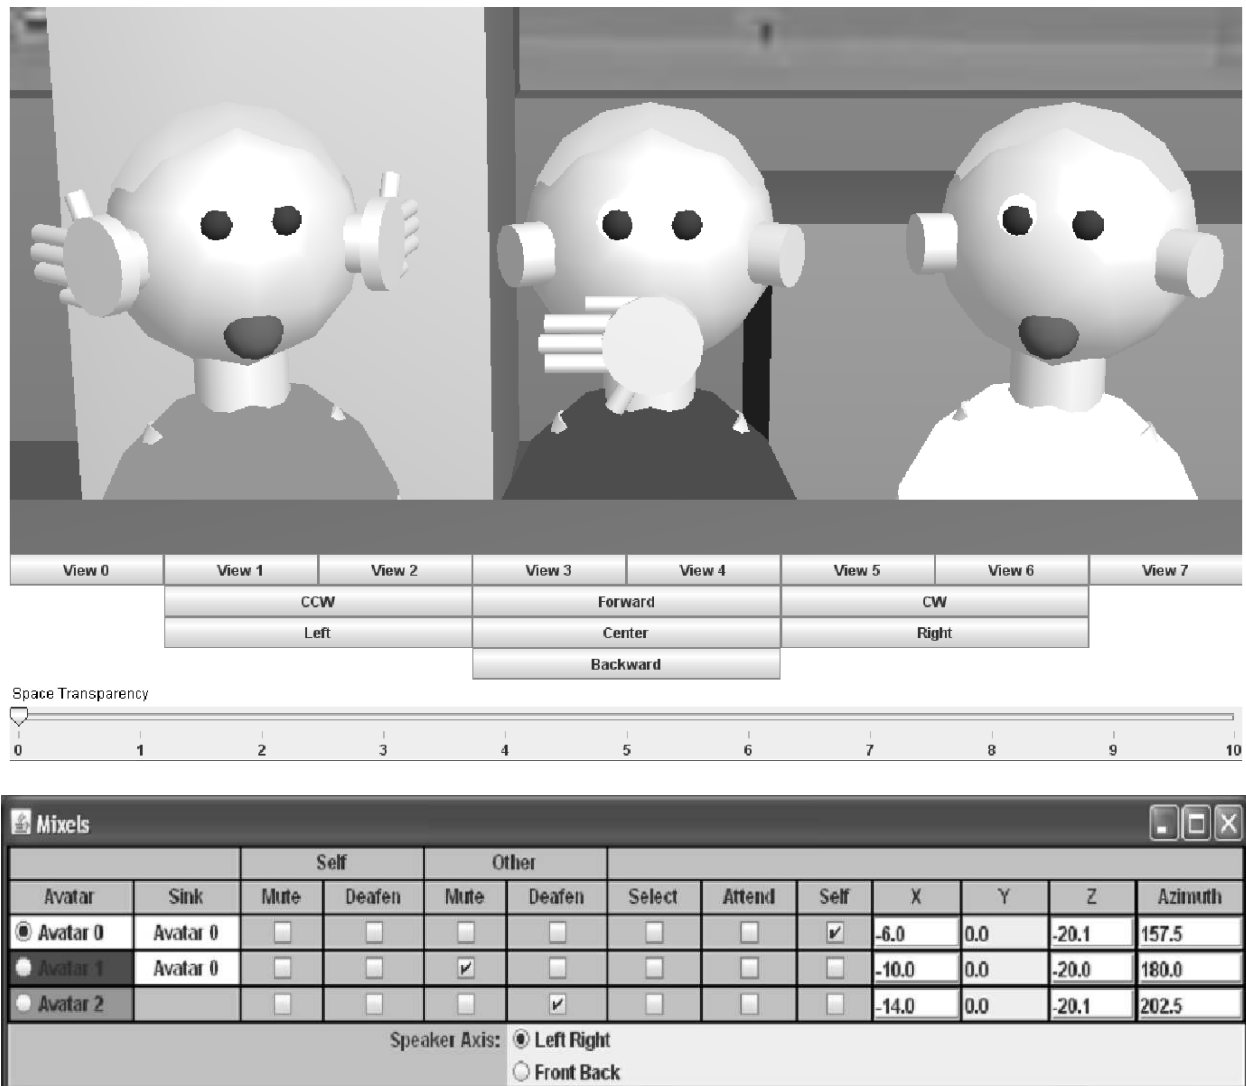 View 0 View 1 View 2 View 3 View 4 View 5 View 6 View 7
CCW Forward CW
Left Center Right
Backward
Space Transparency
0 1 2 3 4 5 6 7 8 9 10
Mixels
Self Other
Avatar Sink Mute Deafen Mute Deafen Select Attend Self X Y Z Azimuth
Avatar 0 Avatar 0 -6.0 0.0 -20.1 157.5
Avatar 1 Avatar 0 -10.0 0.0 -20.0 180.0
Avatar 2 -14.0 0.0 -20.1 202.5
Speaker Axis: Left Right
Front Back